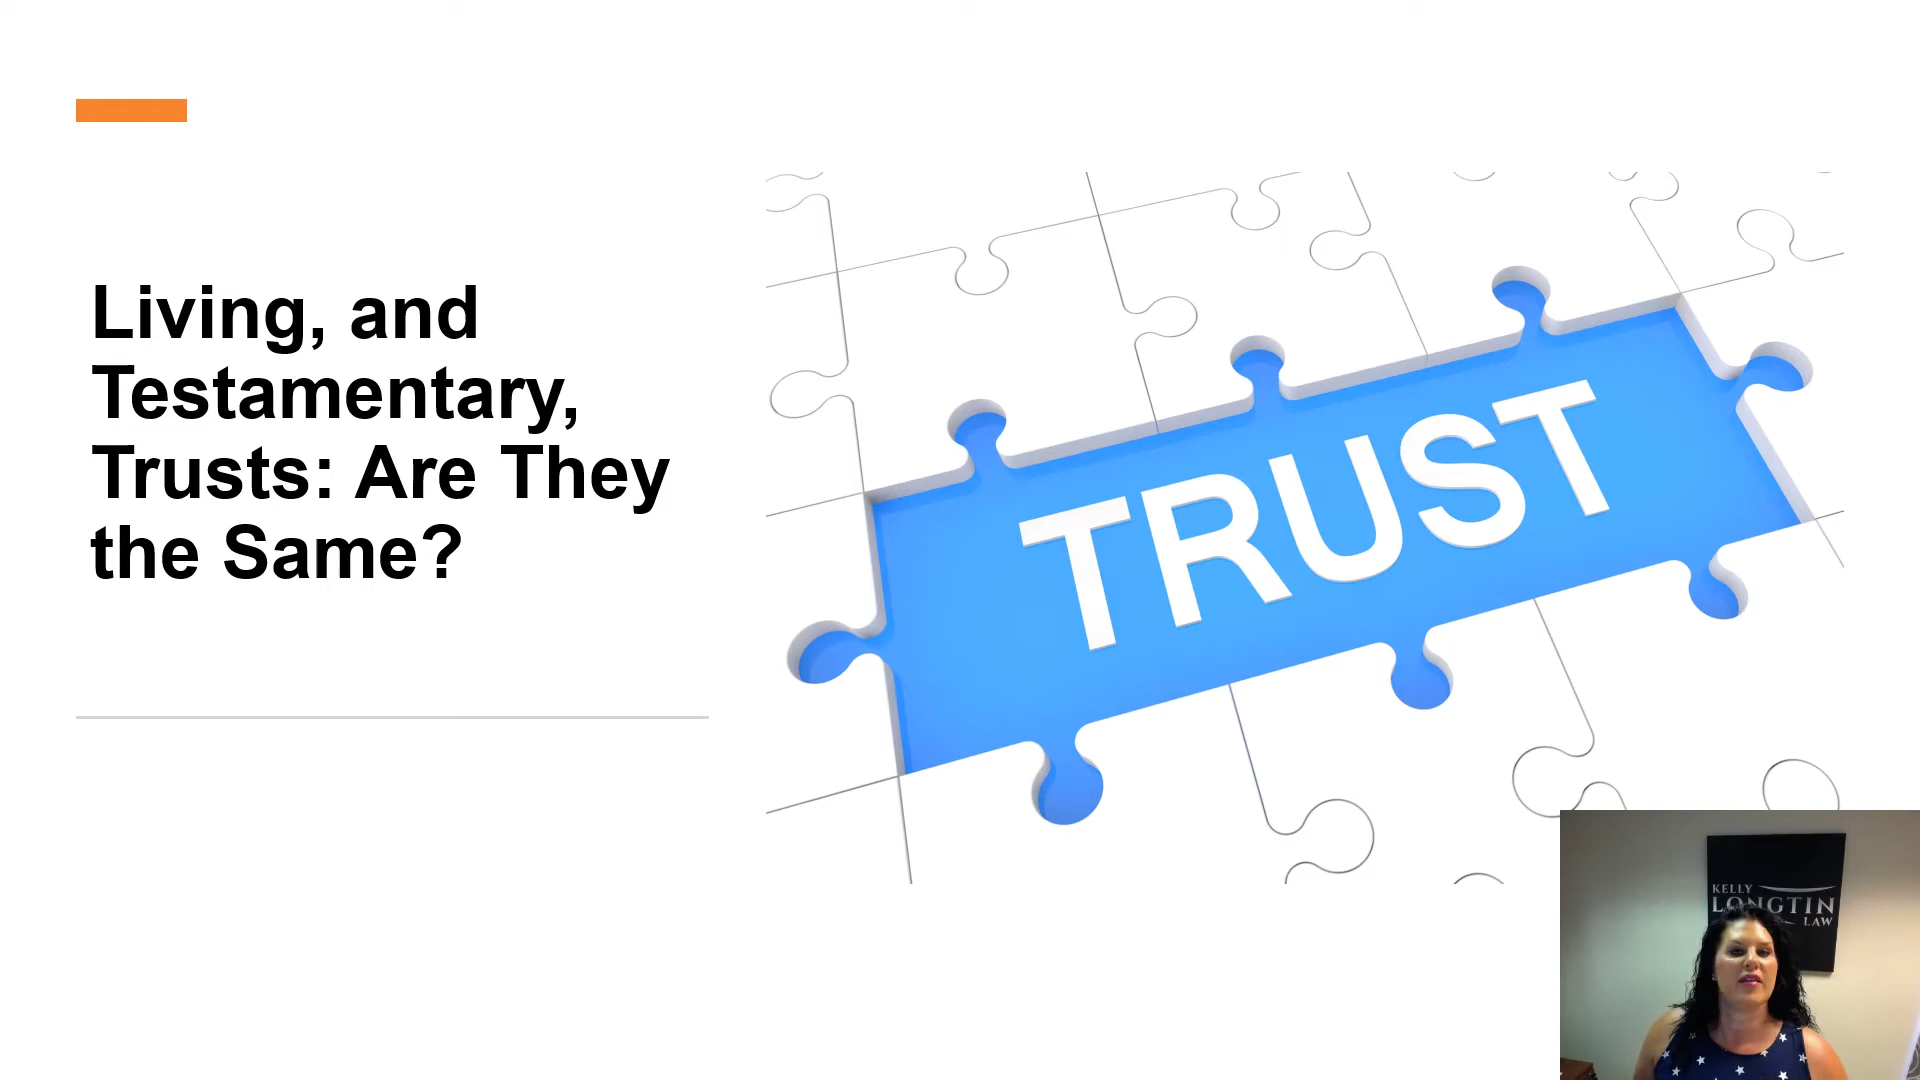 Living, and
Testamentary,
Trusts: Are They
the Same?
TRUST
KELLY
LONGTIN
LAW